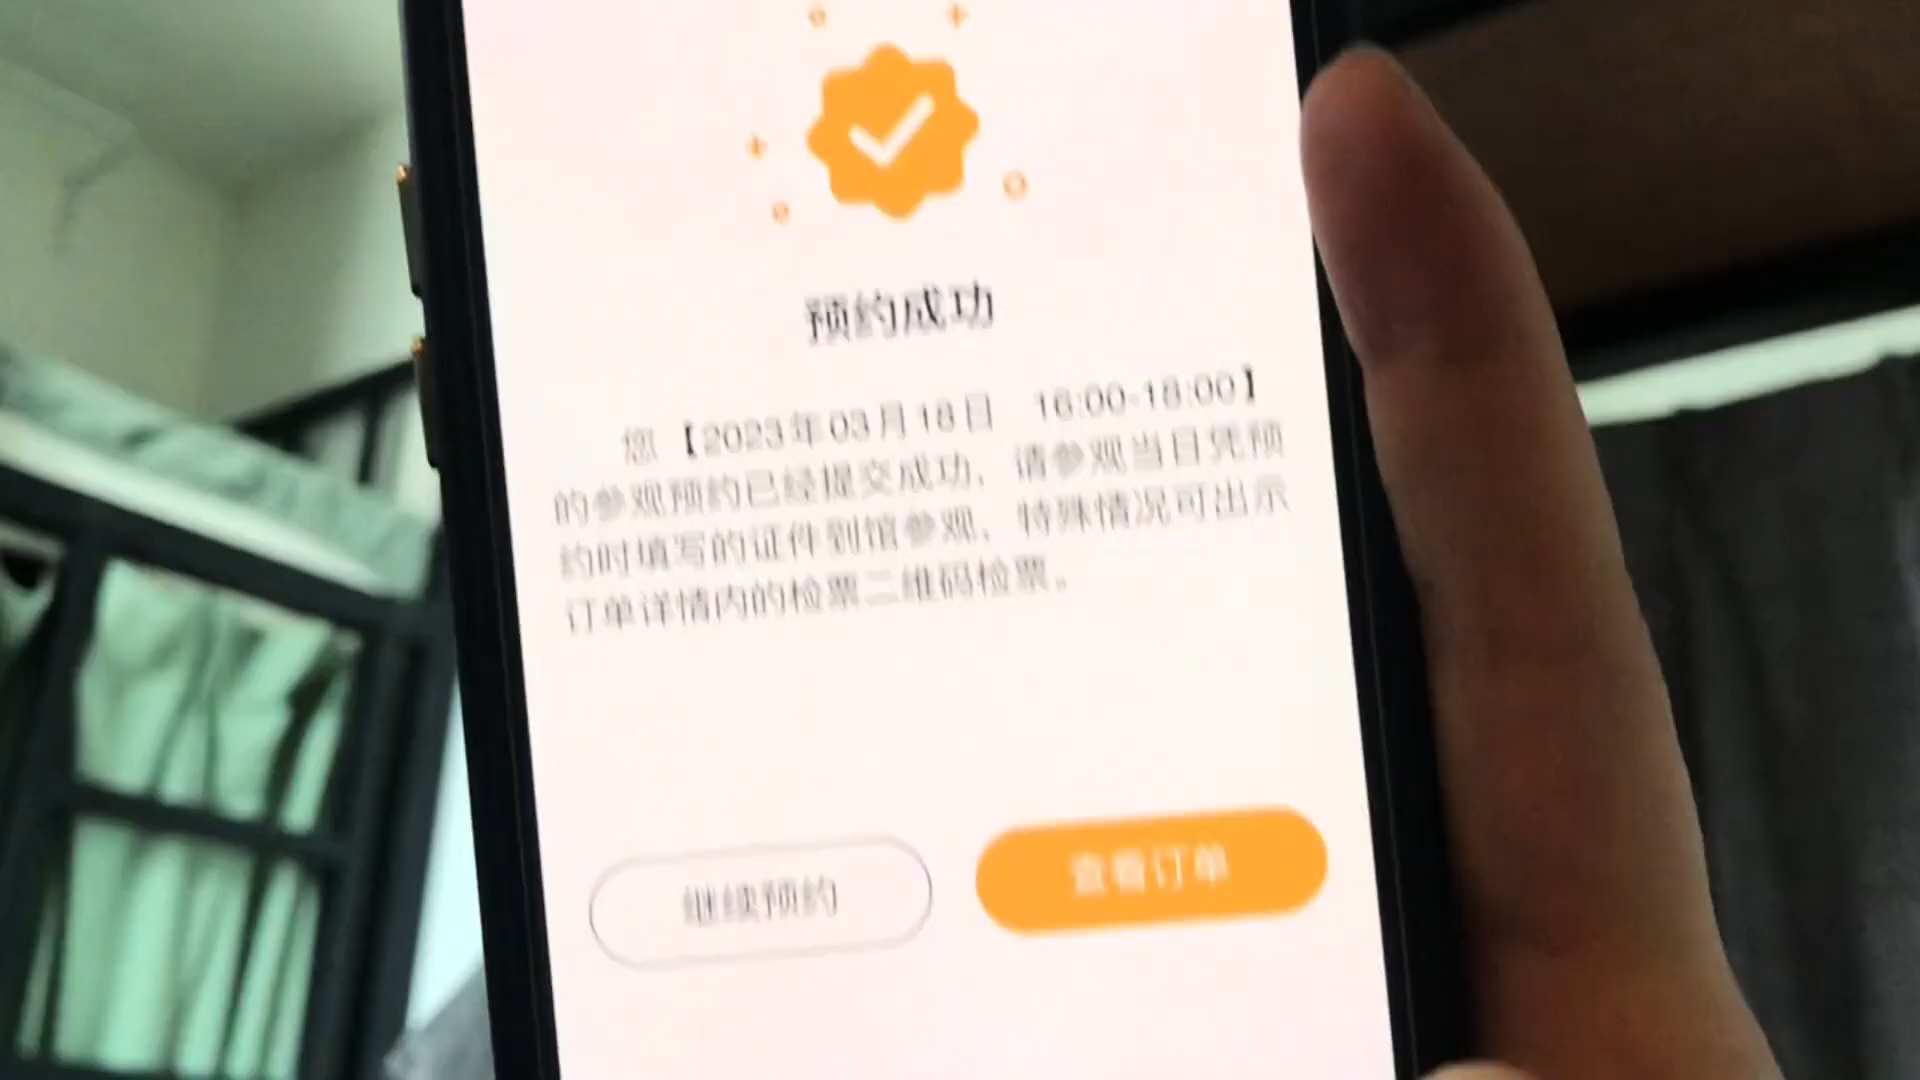 预约成功
您【2023年03月18日 16:00-18:00】
的参观预约已经提交成功，请参观当日凭预
约时填写的证件到馆参观，特殊情况可出示
订单详情内的检票二维码检票。
继续预约
查看订单